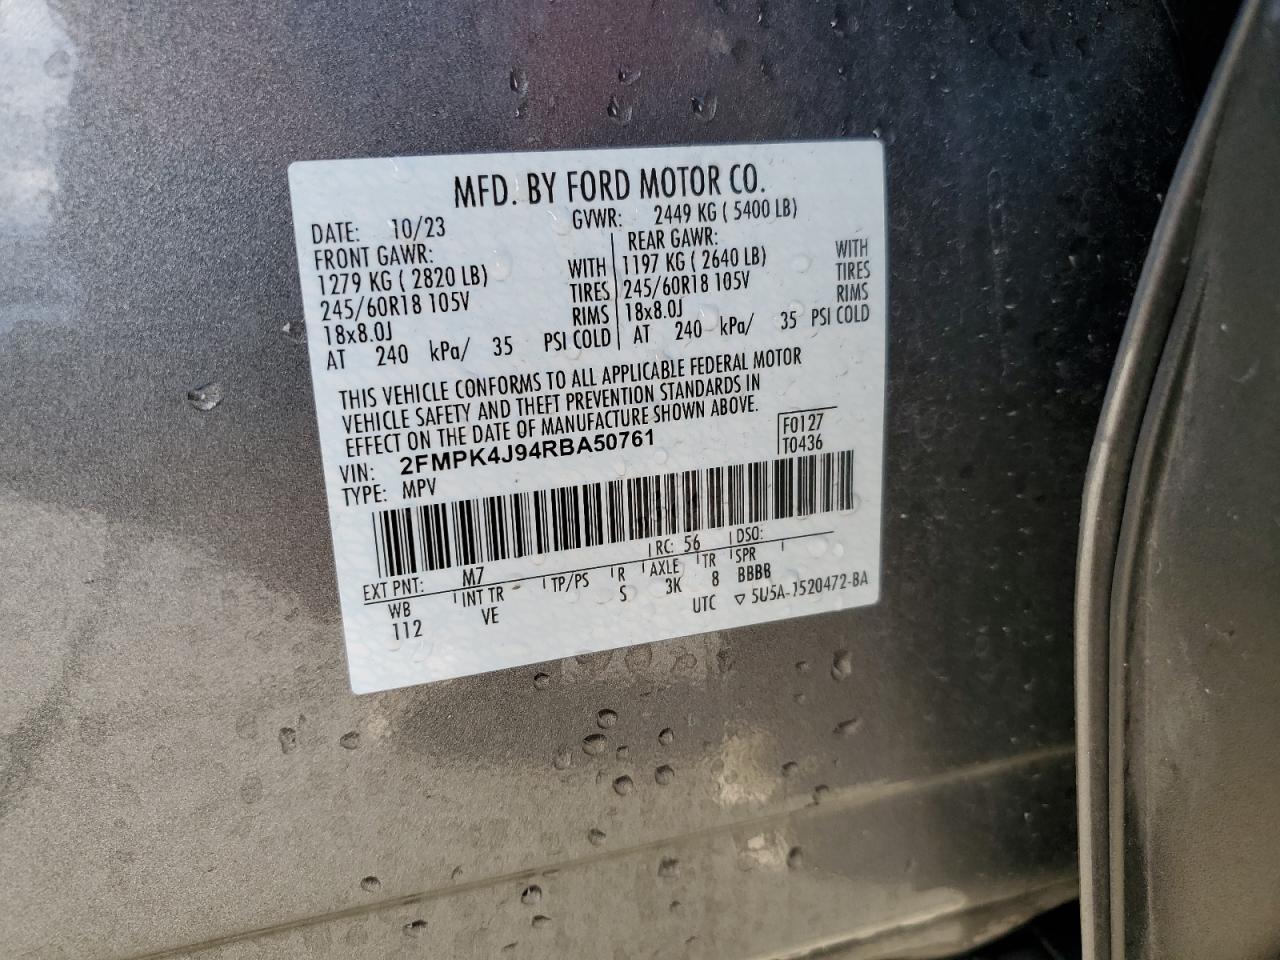 MFD. BY FORD MOTOR CO.
DATE: 10/23 GVWR: 2449 KG ( 5400 LB)
FRONT GAWR: REAR GAWR:
1279 KG ( 2820 LB) WITH 1197 KG ( 2640 LB) WITH
245/60R18 105V TIRES 245/60R18 105V TIRES
18x8.0J RIMS 18x8.0J RIMS
AT 240 kPa/ 35 PSI COLD AT 240 kPa/ 35 PSI COLD
THIS VEHICLE CONFORMS TO ALL APPLICABLE FEDERAL MOTOR
VEHICLE SAFETY AND THEFT PREVENTION STANDARDS IN
EFFECT ON THE DATE OF MANUFACTURE SHOWN ABOVE.
VIN: 2FMPK4J94RBA50761 F0127
TYPE: MPV T0436
EXT PNT: M7 RC: 56 DSO:
WB INT TR TP/PS R AXLE TR SPR
112 VE S 3K 8 BBBB
UTC ▽ 5U5A-1520472-BA